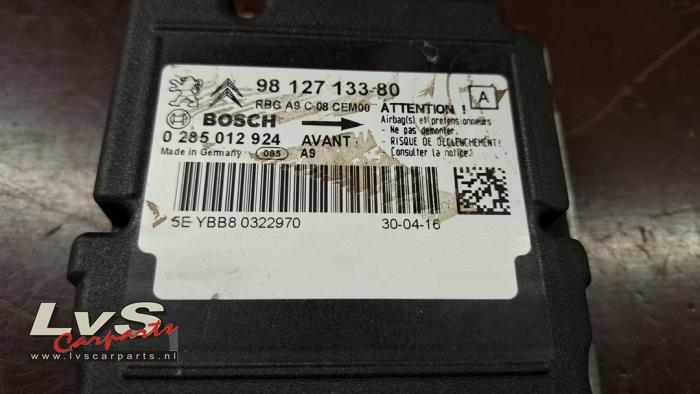 98 127 133-80
RBG A9 C 08 CEM00
A
BOSCH
ATTENTION !
Airbag(s) et pretensionneurs
- Ne pas demonter.
- RISQUE DE DECLENCHEMENT!
- Consulter la notice.
0 285 012 924
AVANT:
Made in Germany
085
A9
5E YBB8 0322970
30-04-16
LvS
Carparts
www.lvscarparts.nl